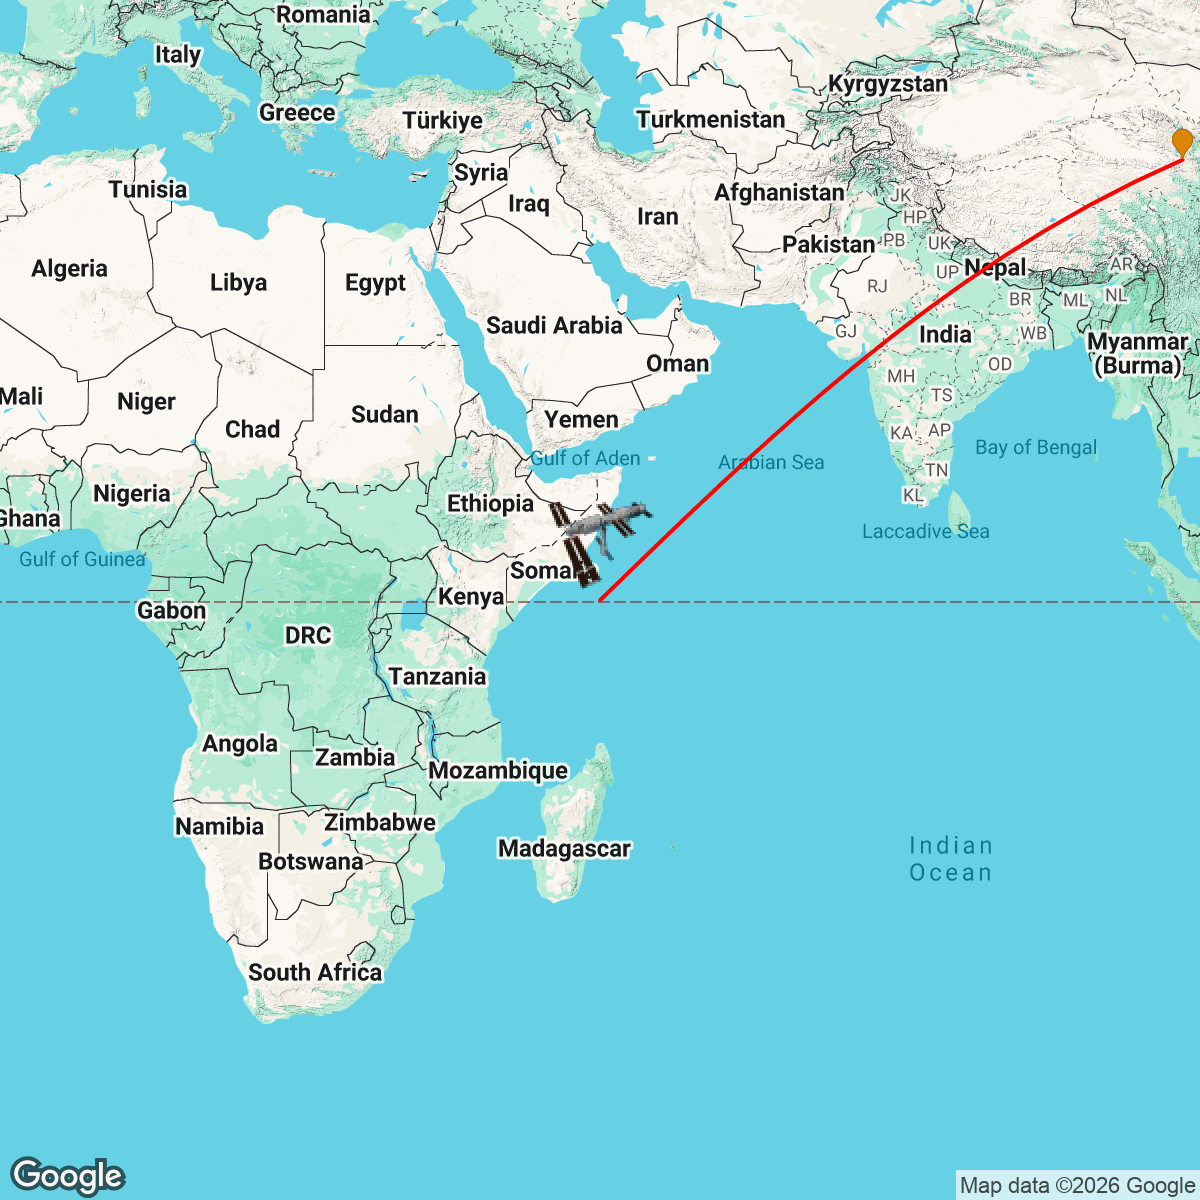 Romania
Italy
Greece
Türkiye
Kyrgyzstan
Turkmenistan
Tunisia
Syria
Iraq
Iran
Afghanistan
JK
HP
Pakistan
PB
UK
Algeria
Libya
Egypt
Nepal
UP
AR
RJ
BR
ML
NL
Saudi Arabia
GJ
India
WB
Myanmar
(Burma)
Oman
OD
MH
Mali
Niger
TS
Sudan
Yemen
Chad
KA
AP
Bay of Bengal
Gulf of Aden
Arabian Sea
TN
Nigeria
Ethiopia
KL
Ghana
Laccadive Sea
Gulf of Guinea
Kenya
Gabon
DRC
Tanzania
Angola
Zambia
Mozambique
Namibia
Zimbabwe
Botswana
Madagascar
Indian
Ocean
South Africa
Google
Map data ©2026 Google